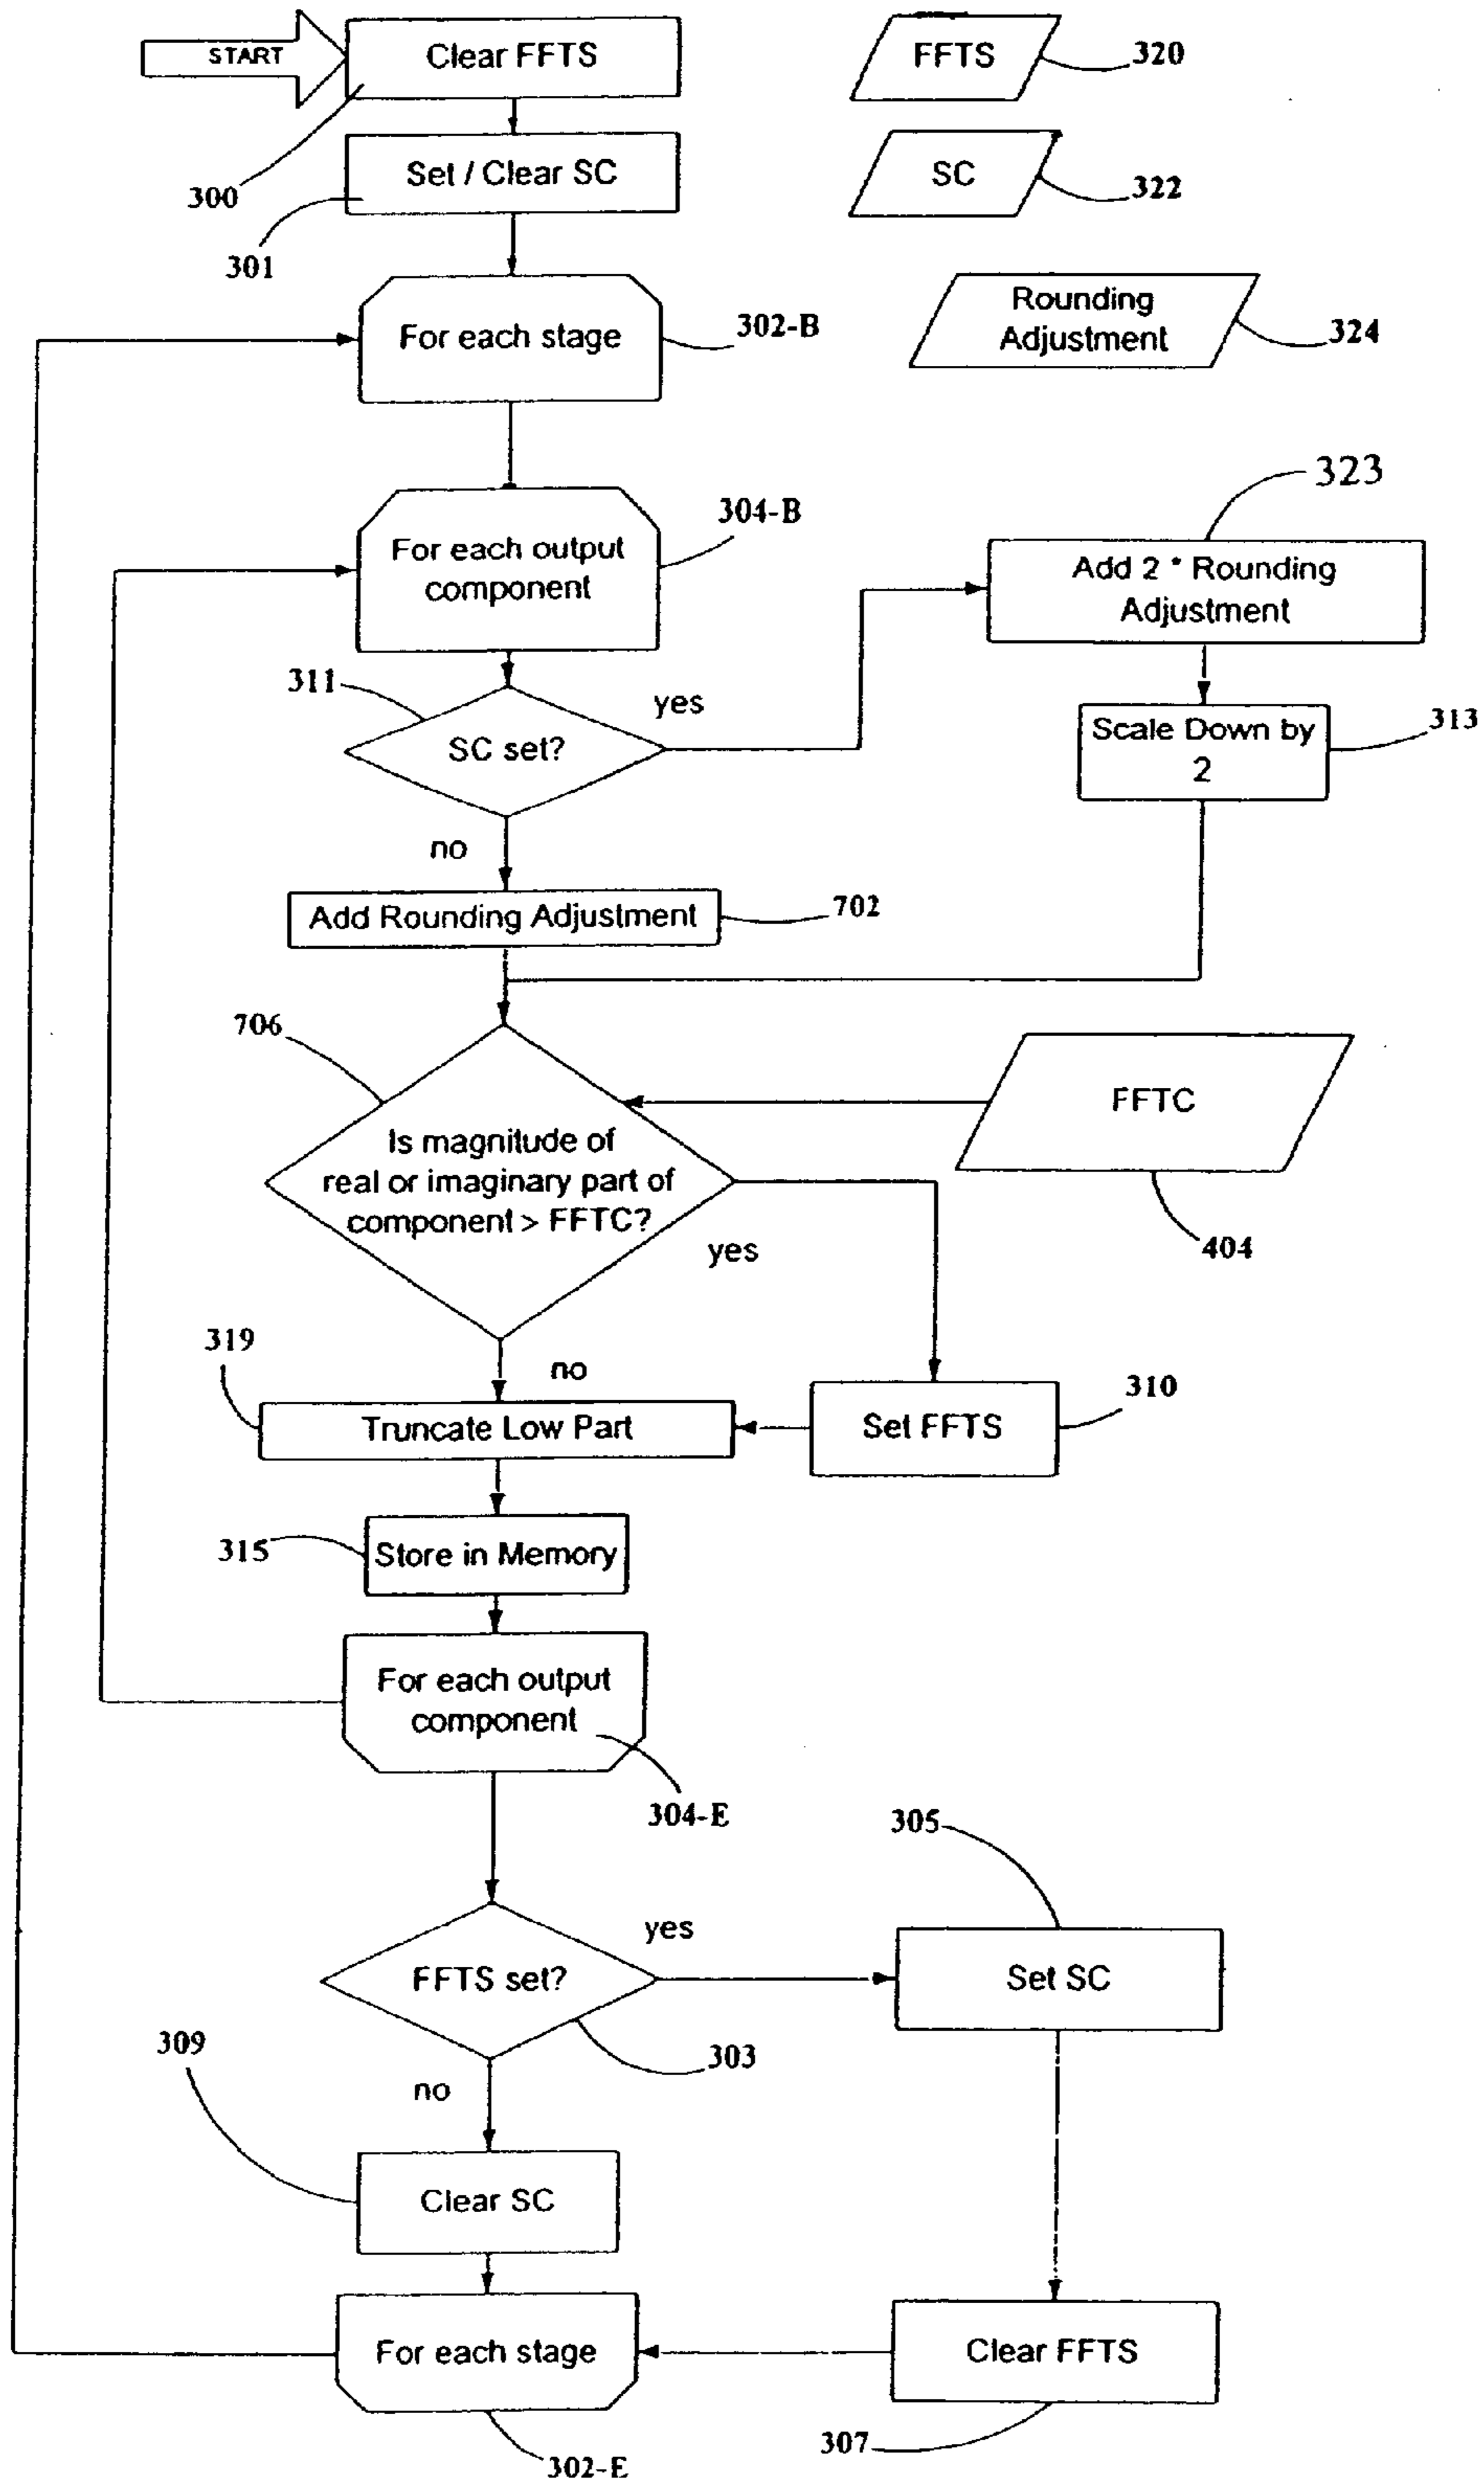 START
Clear FFTS
FFTS
320
300
Set / Clear SC
SC
322
301
For each stage
302-B
Rounding
Adjustment
324
323
304-B
For each output
component
Add 2 * Rounding
Adjustment
311
SC set?
yes
Scale Down by
2
313
no
Add Rounding Adjustment
702
706
FFTC
404
Is magnitude of
real or imaginary part of
component > FFTC?
yes
319
no
Truncate Low Part
Set FFTS
310
315
Store in Memory
For each output
component
304-E
305
FFTS set?
yes
Set SC
303
309
no
Clear SC
For each stage
Clear FFTS
302-E
307